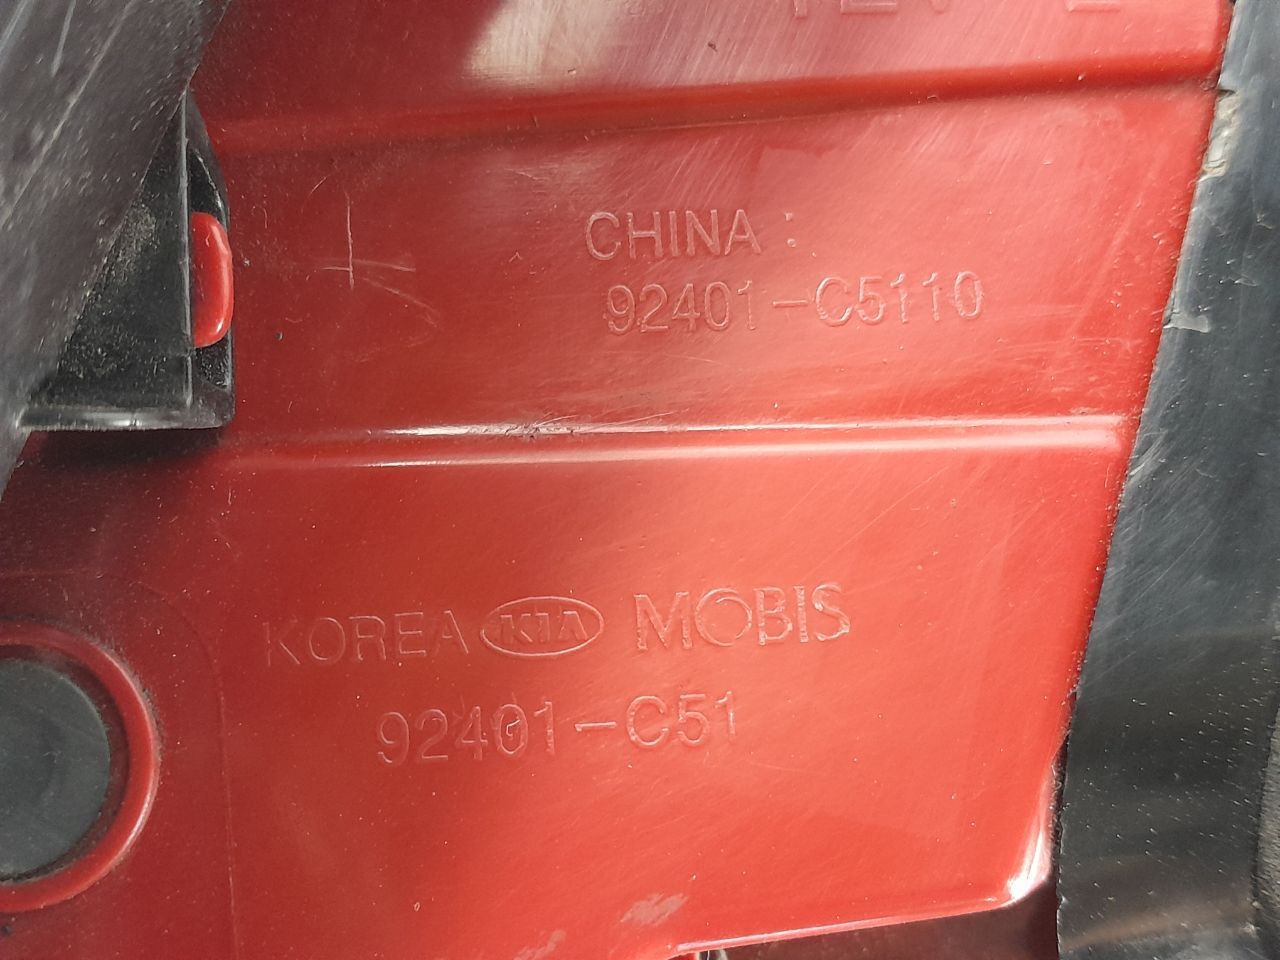 CHINA :
92401-C5110
KOREA KIA MOBIS
92401-C51